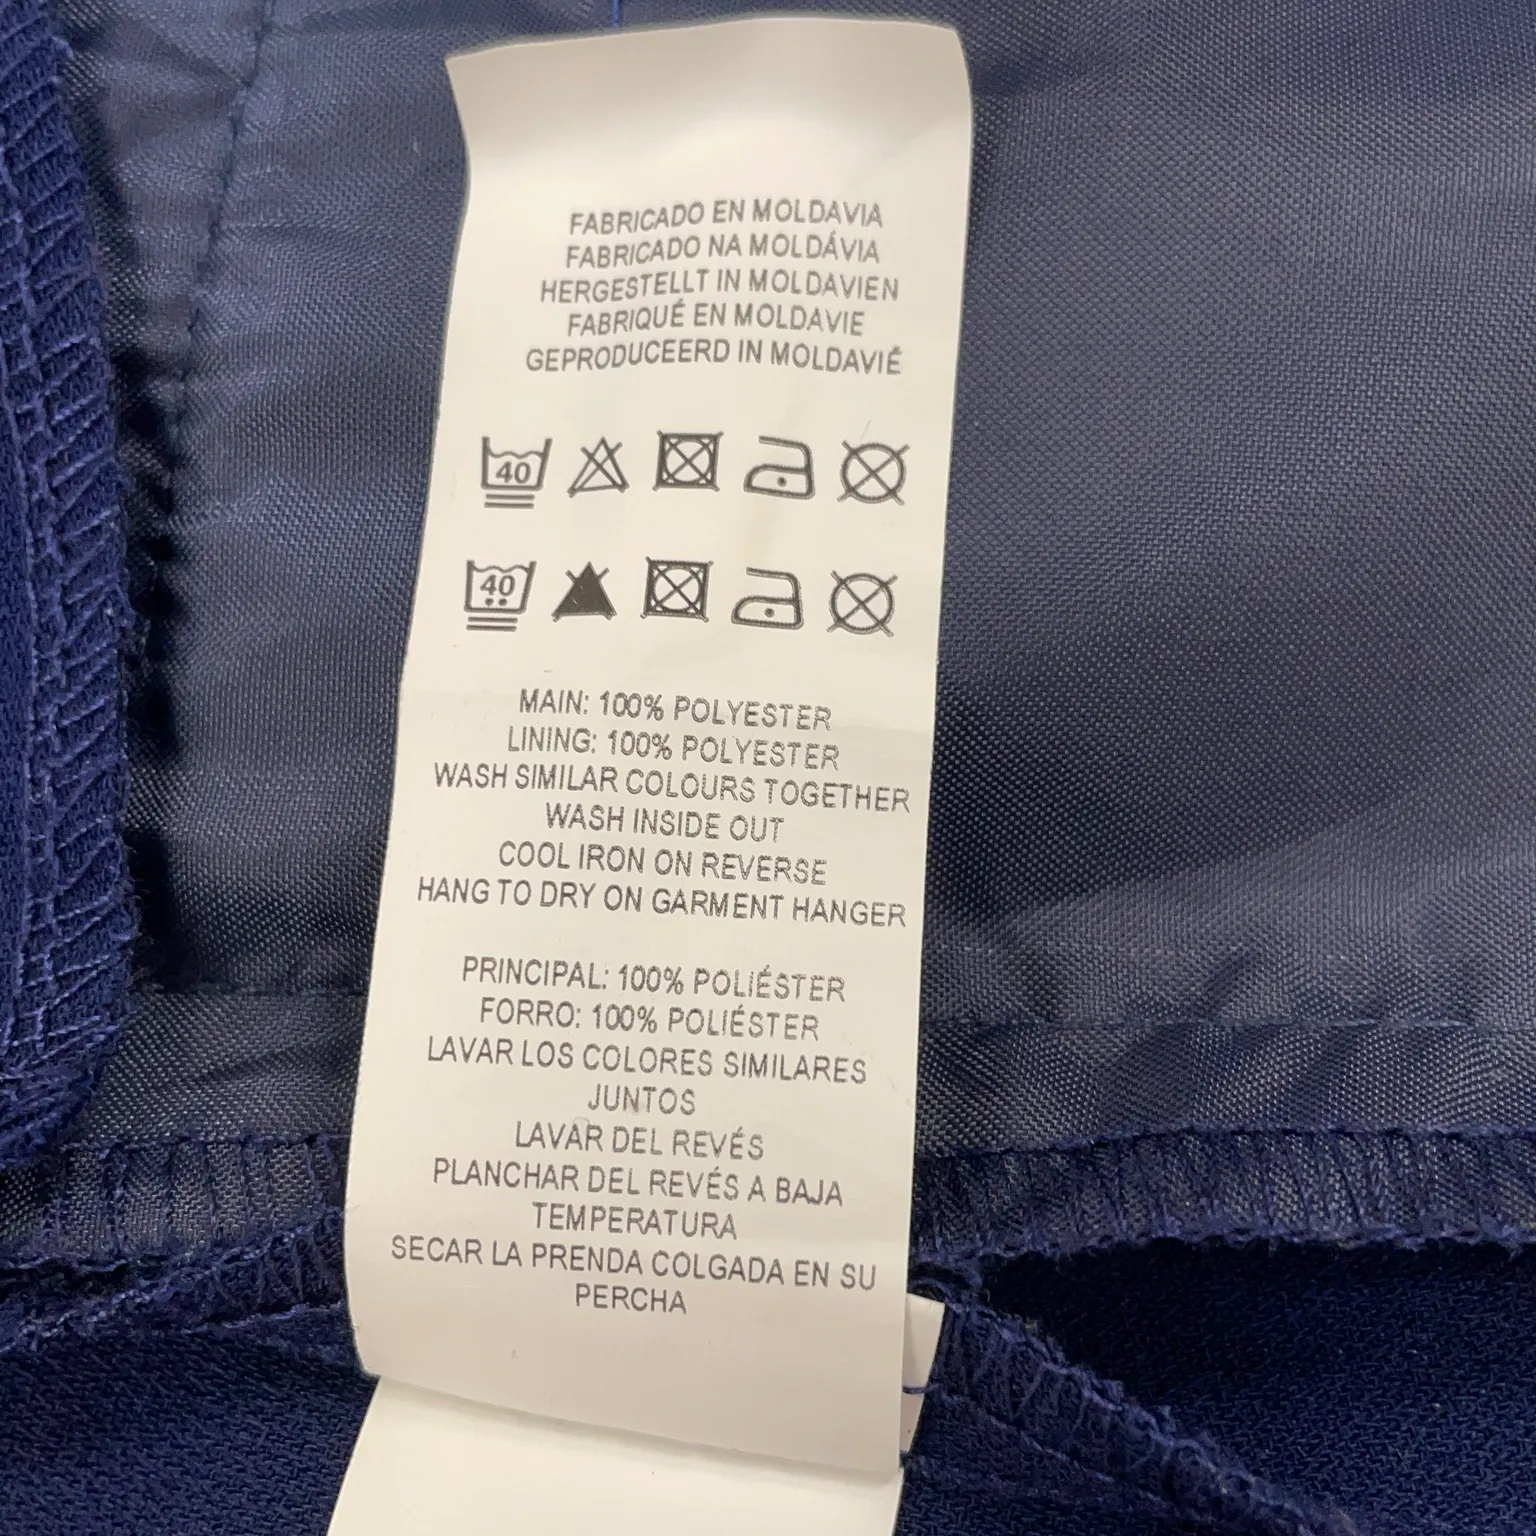 FABRICADO EN MOLDAVIA
FABRICADO NA MOLDÁVIA
HERGESTELLT IN MOLDAVIEN
FABRIQUÉ EN MOLDAVIE
GEPRODUCEERD IN MOLDAVIË
40
40
MAIN: 100% POLYESTER
LINING: 100% POLYESTER
WASH SIMILAR COLOURS TOGETHER
WASH INSIDE OUT
COOL IRON ON REVERSE
HANG TO DRY ON GARMENT HANGER
PRINCIPAL: 100% POLIÉSTER
FORRO: 100% POLIÉSTER
LAVAR LOS COLORES SIMILARES
JUNTOS
LAVAR DEL REVÉS
PLANCHAR DEL REVÉS A BAJA
TEMPERATURA
SECAR LA PRENDA COLGADA EN SU
PERCHA